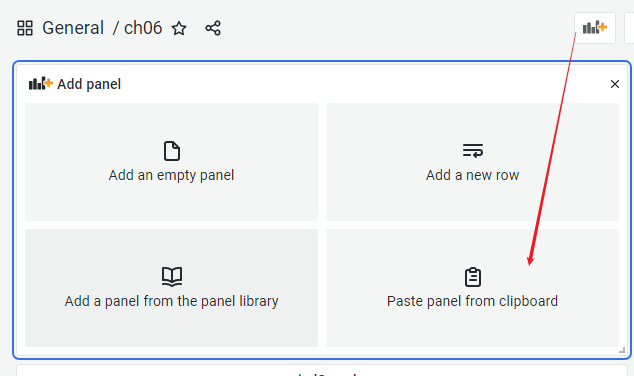 General / ch06
Add panel
Add an empty panel
Add a new row
Add a panel from the panel library
Paste panel from clipboard